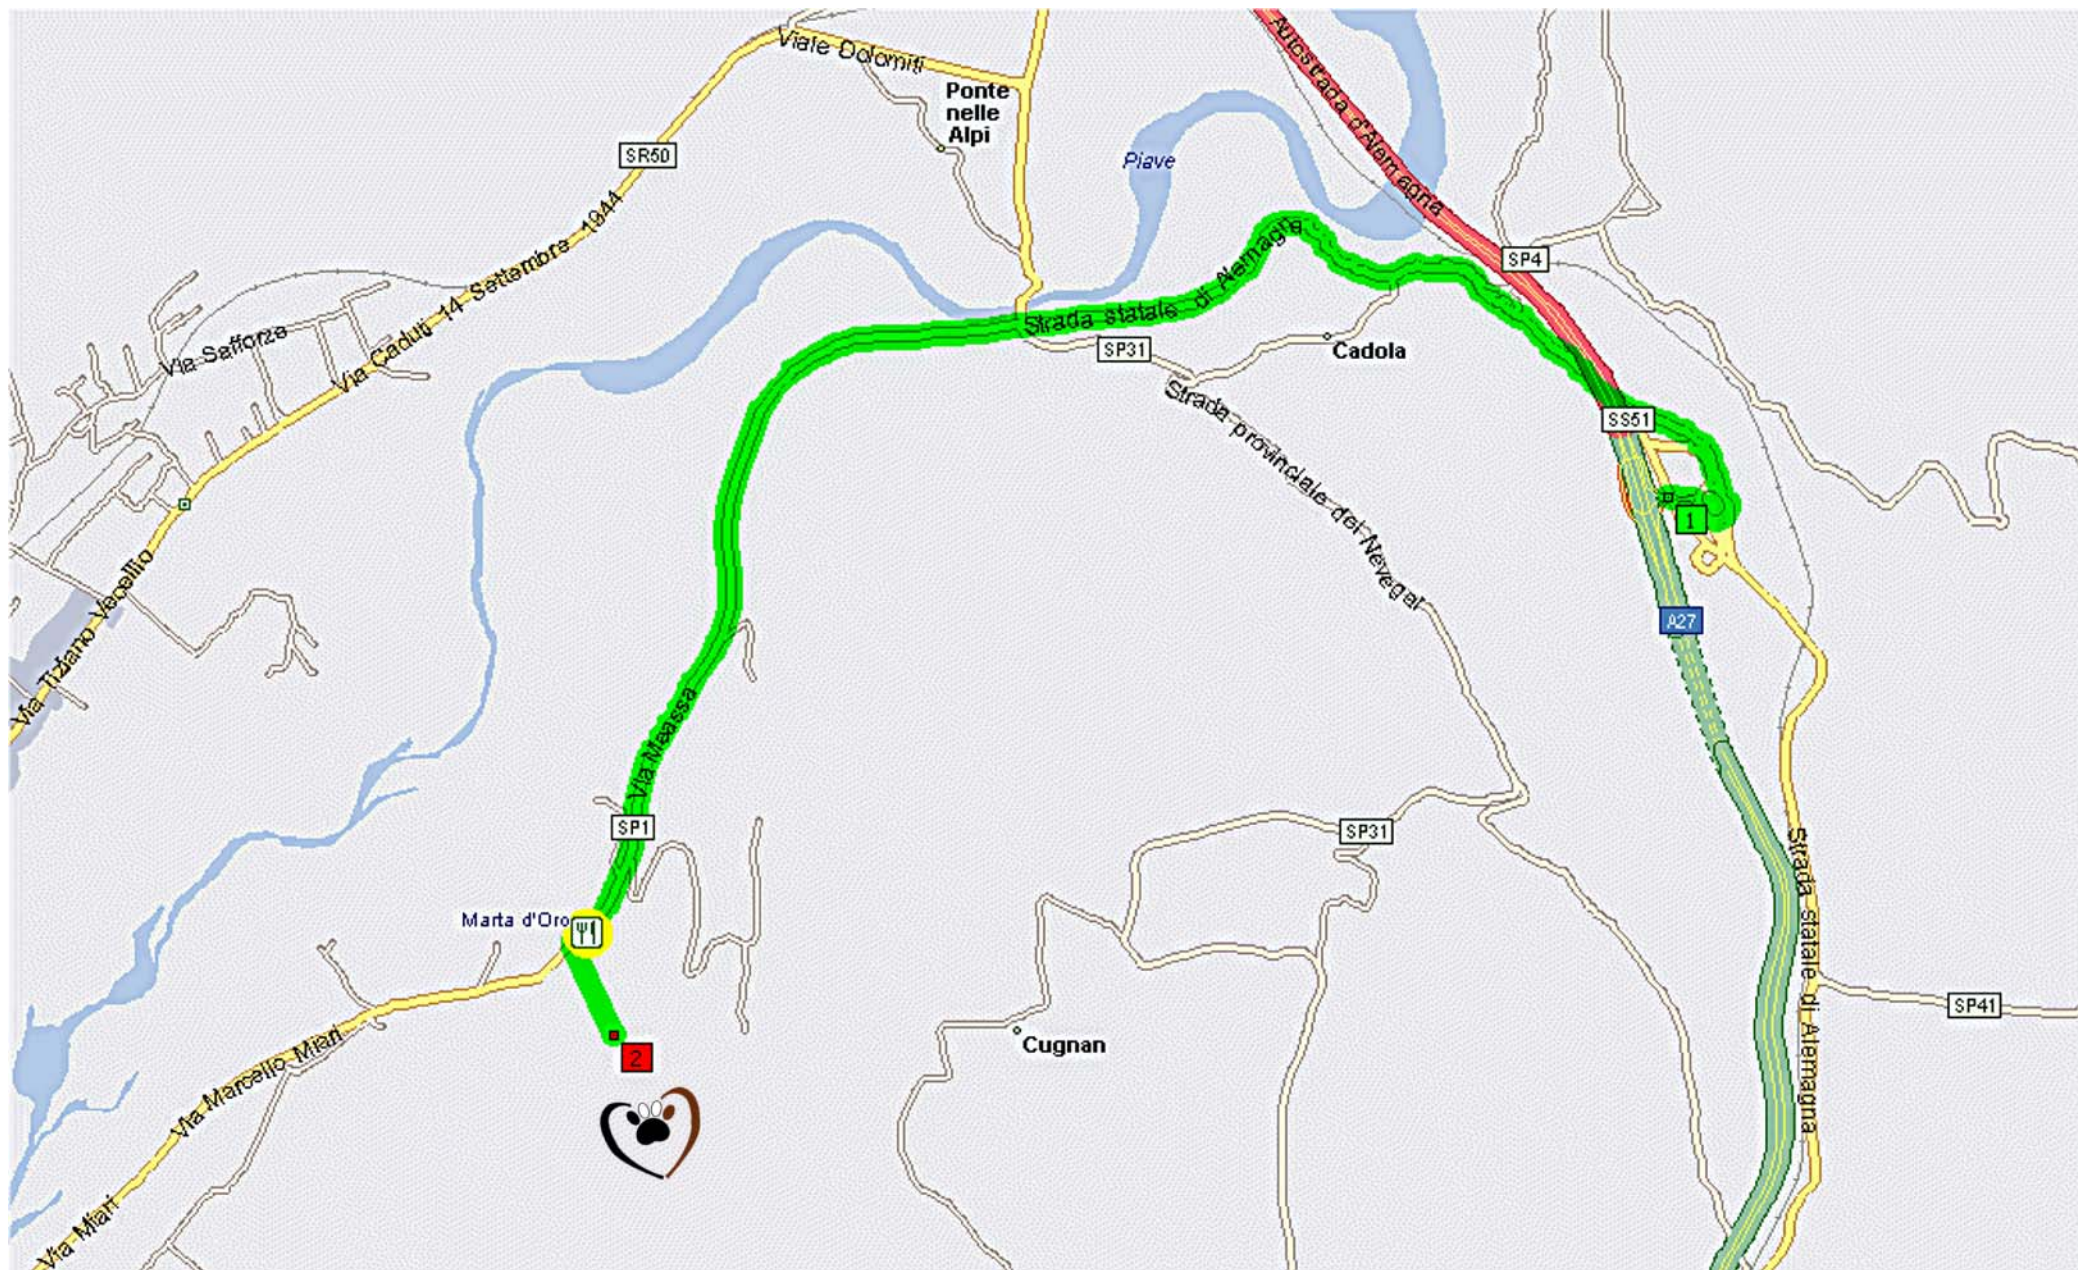 Viale Dolomiti
Autostrada d'Alemagna
Ponte
nelle
Alpi
SR50
Piave
Via Caduti 14 Settembre 1944
SP4
Strada statale di Alemagna
Via Safforze
SP31
Cadola
Strada provinciale del Nevegal
SS51
1
Via Tiziano Vecellio
A27
Via Meassa
SP1
SP31
Strada statale di Alemagna
Marta d'Oro
SP41
Cugnan
2
Via Marcello Miari
Via Miari